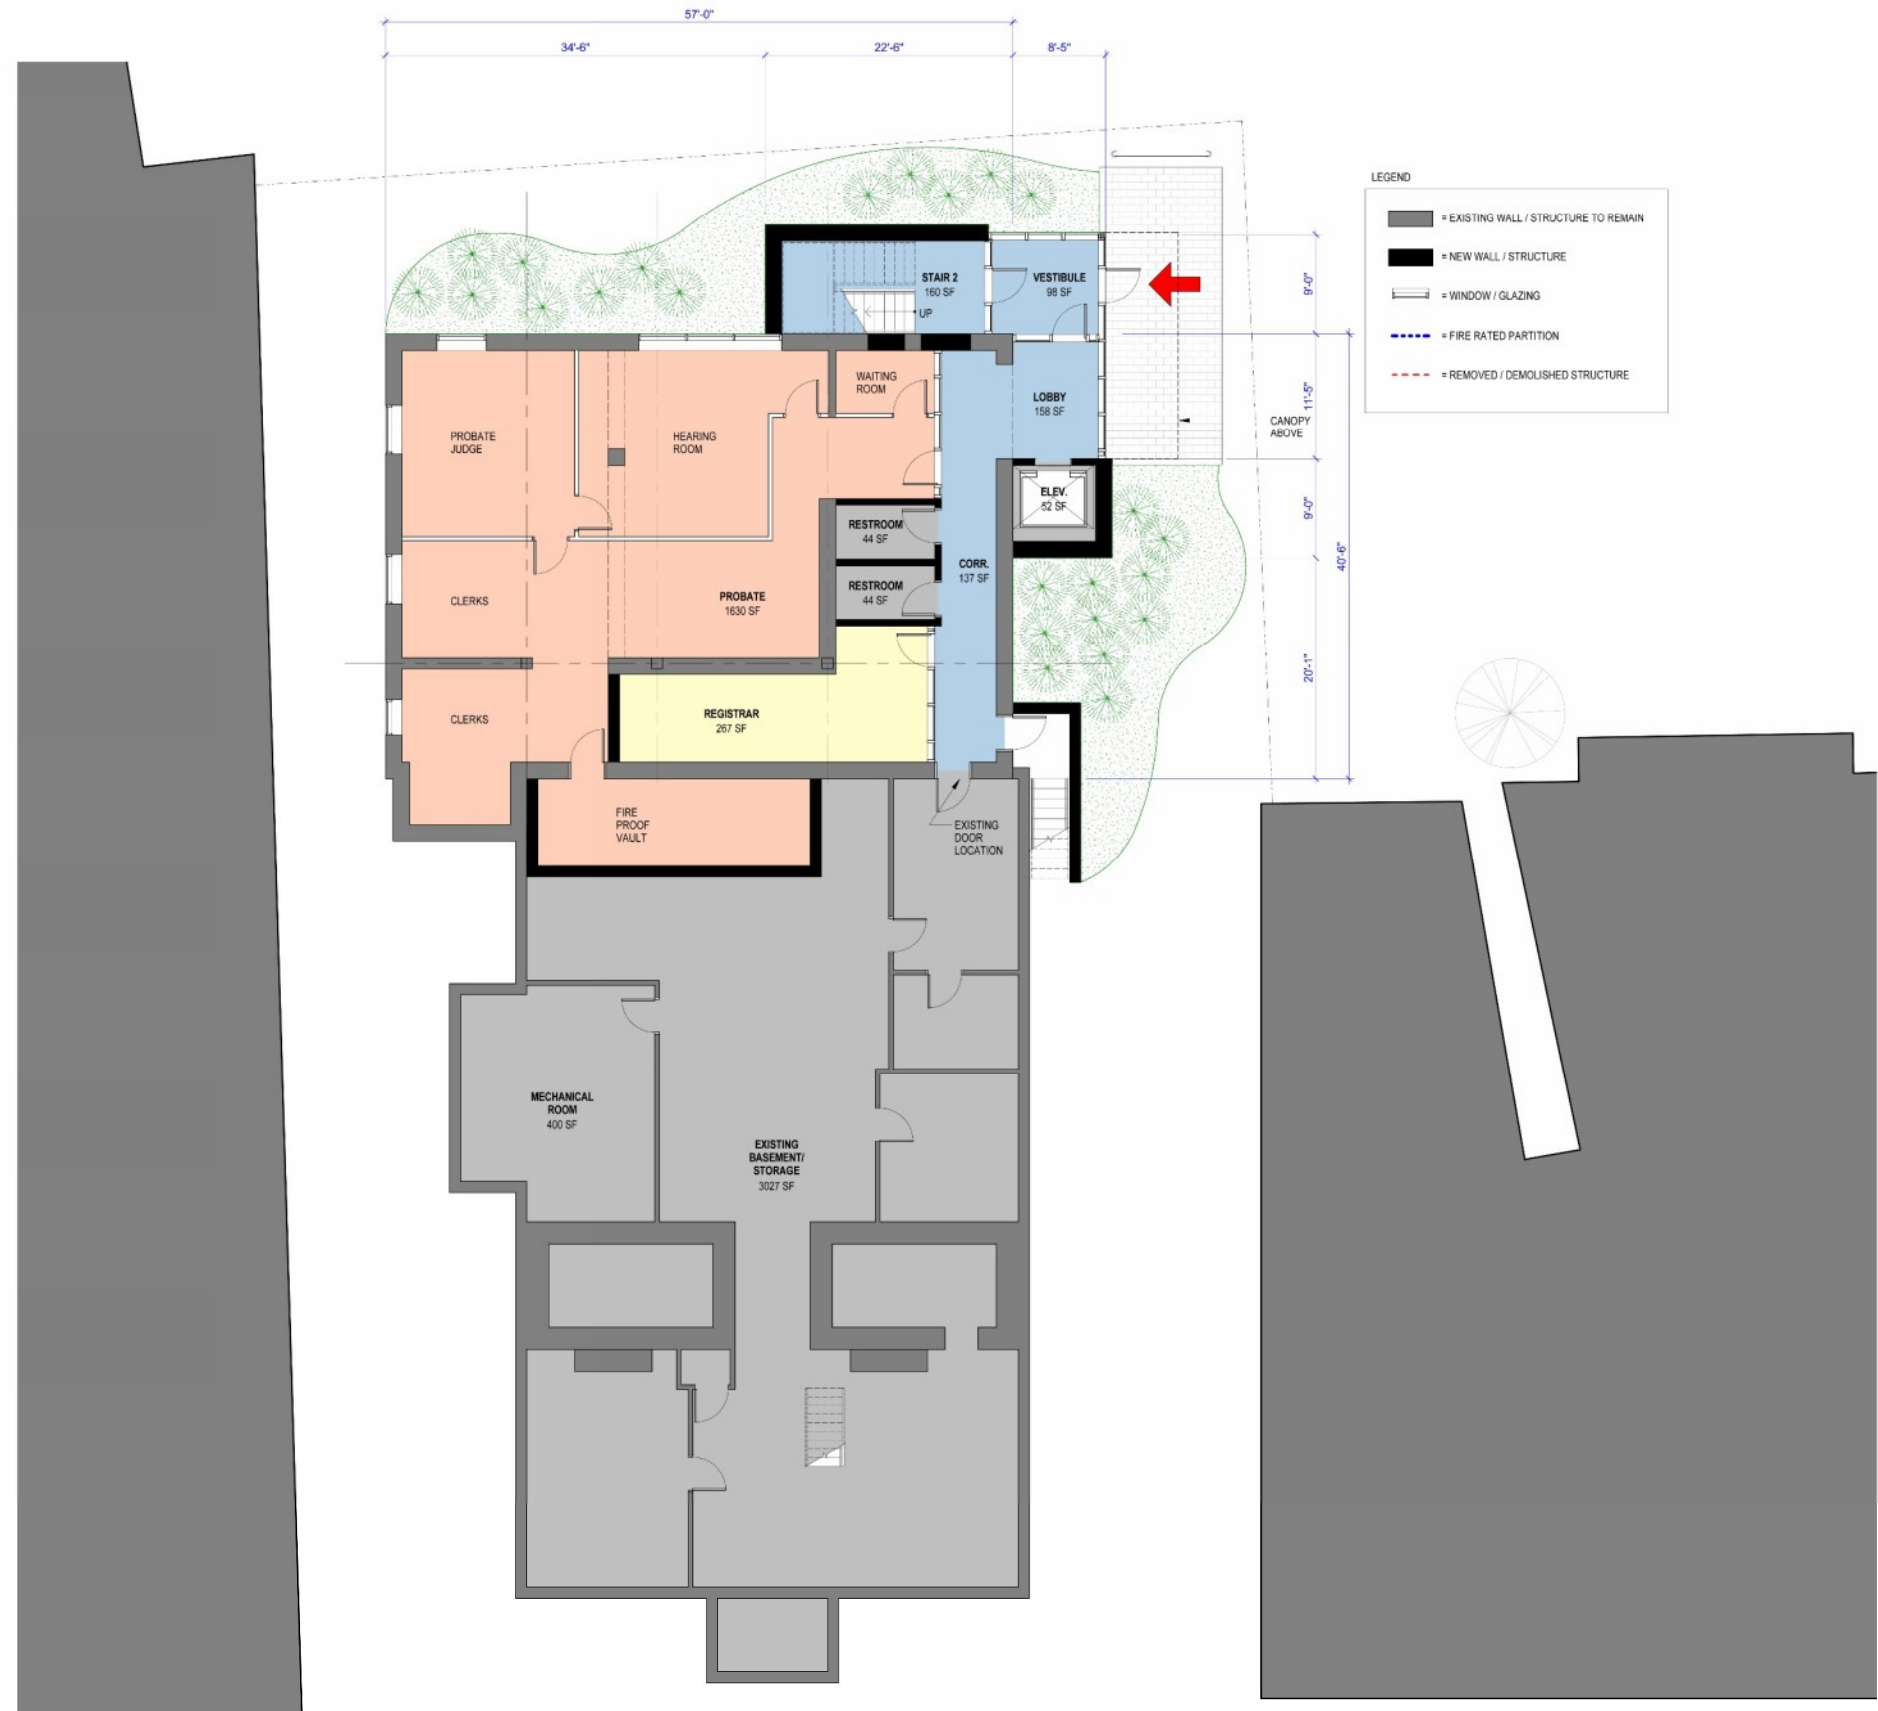 57'-0"
34'-6"
22'-6"
8'-5"
LEGEND
= EXISTING WALL / STRUCTURE TO REMAIN
= NEW WALL / STRUCTURE
= WINDOW / GLAZING
= FIRE RATED PARTITION
= REMOVED / DEMOLISHED STRUCTURE
STAIR 2
160 SF
UP
VESTIBULE
98 SF
9'-0"
WAITING
ROOM
LOBBY
158 SF
11'-5"
CANOPY
ABOVE
PROBATE
JUDGE
HEARING
ROOM
ELEV.
52 SF
9'-0"
RESTROOM
44 SF
CORR.
137 SF
40'-6"
RESTROOM
44 SF
CLERKS
PROBATE
1630 SF
20'-1"
CLERKS
REGISTRAR
267 SF
FIRE
PROOF
VAULT
EXISTING
DOOR
LOCATION
MECHANICAL
ROOM
400 SF
EXISTING
BASEMENT/
STORAGE
3027 SF